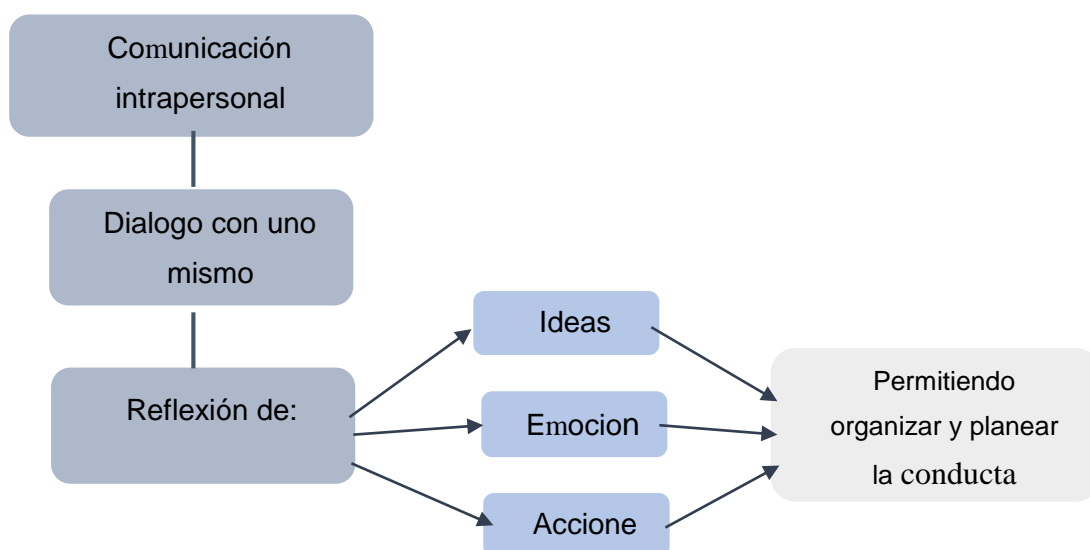 Comunicación
intrapersonal
Dialogo con uno
mismo
Reflexión de:
Ideas
Emocion
Accione
Permitiendo
organizar y planear
la conducta